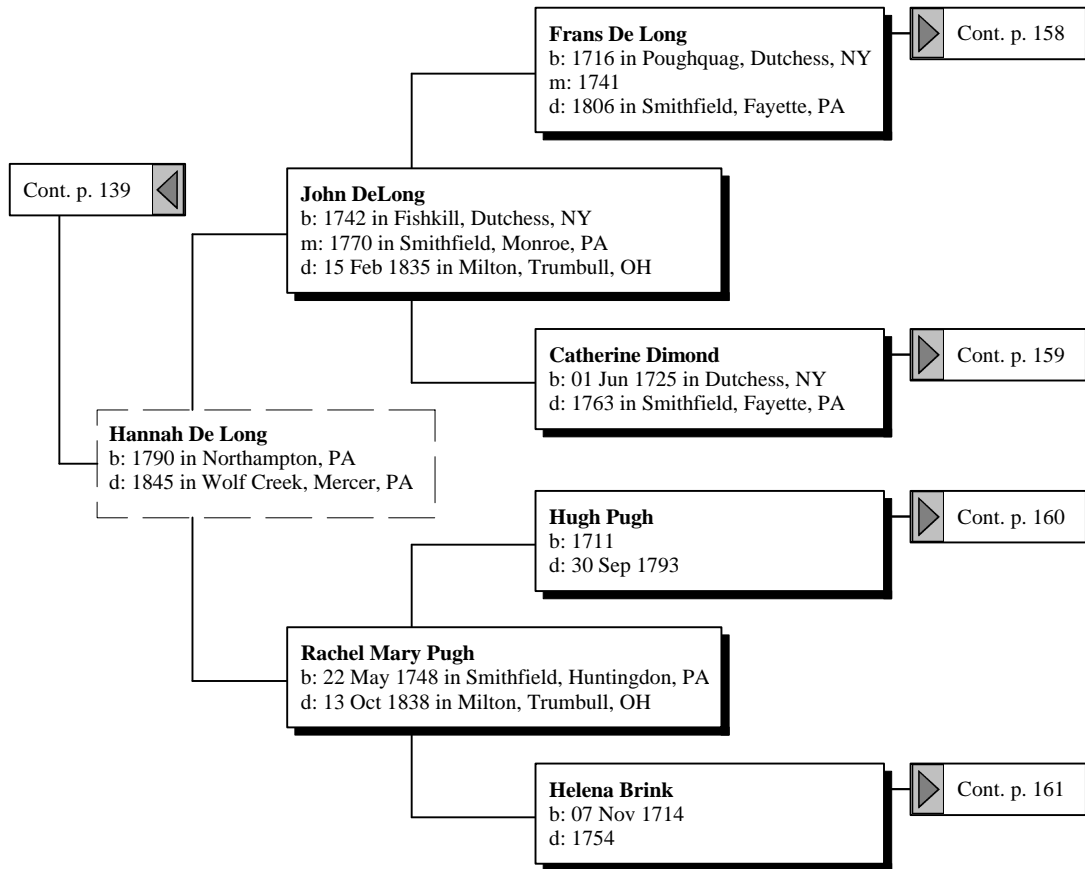 Frans De Long
b: 1716 in Poughquag, Dutchess, NY
m: 1741
d: 1806 in Smithfield, Fayette, PA
Cont. p. 158
Cont. p. 139
John DeLong
b: 1742 in Fishkill, Dutchess, NY
m: 1770 in Smithfield, Monroe, PA
d: 15 Feb 1835 in Milton, Trumbull, OH
Catherine Dimond
b: 01 Jun 1725 in Dutchess, NY
d: 1763 in Smithfield, Fayette, PA
Cont. p. 159
Hannah De Long
b: 1790 in Northampton, PA
d: 1845 in Wolf Creek, Mercer, PA
Hugh Pugh
b: 1711
d: 30 Sep 1793
Cont. p. 160
Rachel Mary Pugh
b: 22 May 1748 in Smithfield, Huntingdon, PA
d: 13 Oct 1838 in Milton, Trumbull, OH
Helena Brink
b: 07 Nov 1714
d: 1754
Cont. p. 161